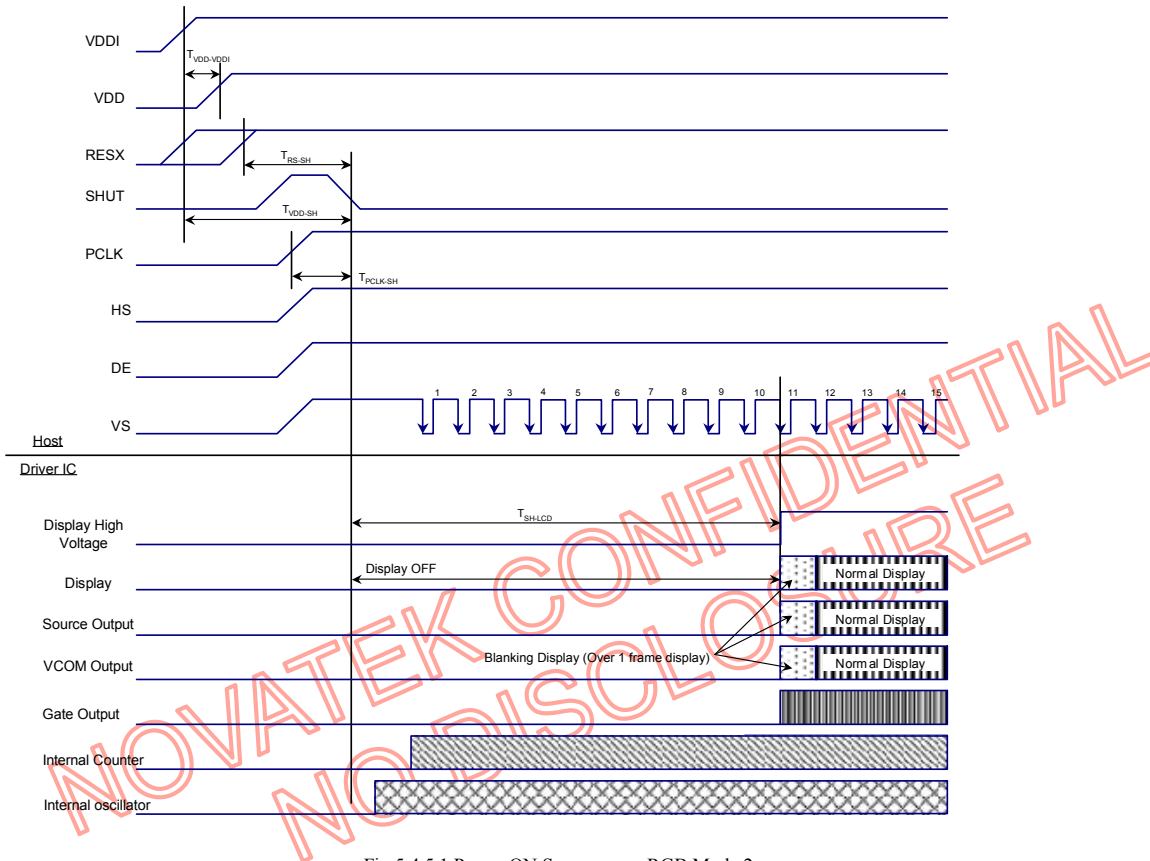 VDDI
TVDD-VDDI
VDD
RESX
TRS-SH
SHUT
TVDD-SH
PCLK
TPCLK-SH
HS
DE
1 2 3 4 5 6 7 8 9 10 11 12 13 14 15
VS
Host
Driver IC
TSH-LCD
Display High
Voltage
Display OFF
Display
Normal Display
Source Output
Normal Display
Blanking Display (Over 1 frame display)
VCOM Output
Normal Display
Gate Output
Internal Counter
Internal oscillator
NOVATEK CONFIDENTIAL
NO DISCLOSURE